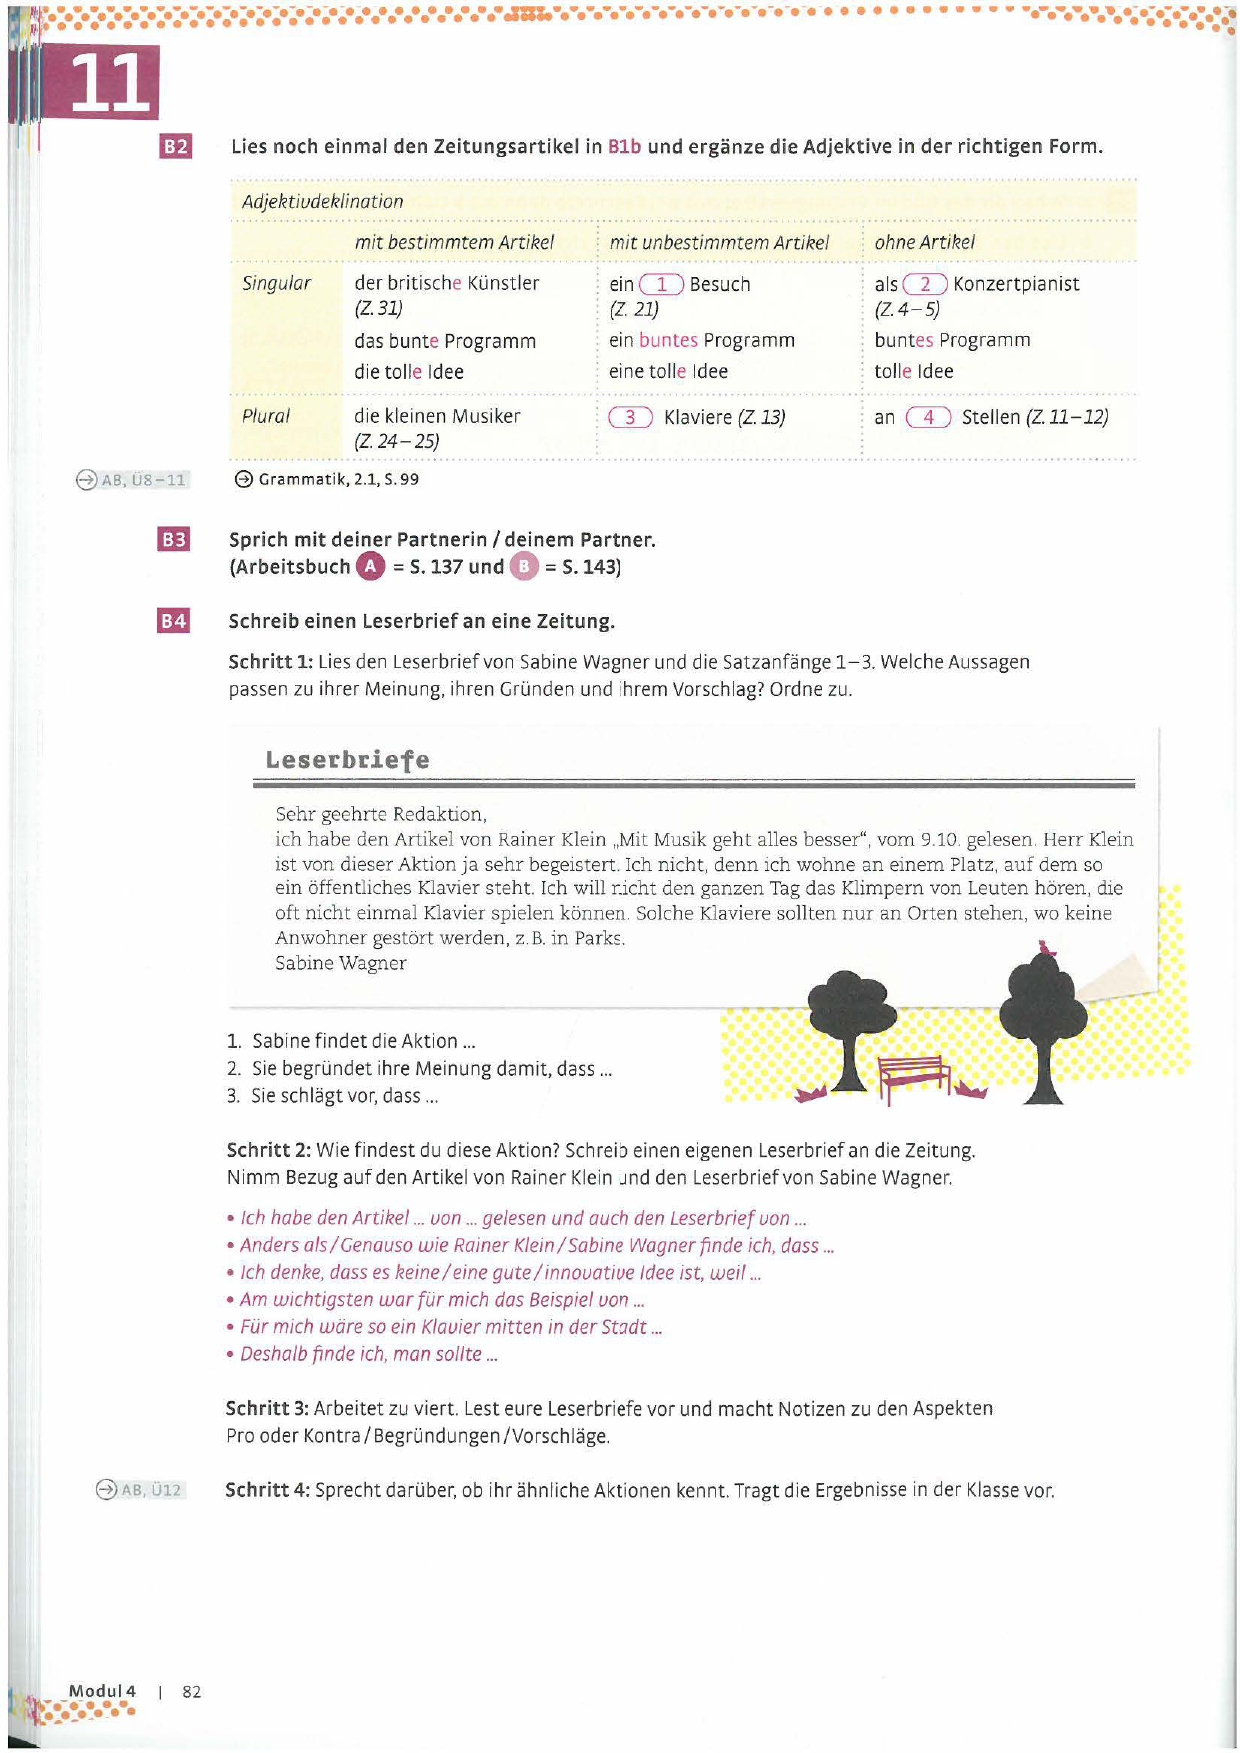 11
B2 Lies noch einmal den Zeitungsartikel in B1b und ergänze die Adjektive in der richtigen Form.
Adjektivdeklination
mit bestimmtem Artikel mit unbestimmtem Artikel ohne Artikel
Singular der britische Künstler ein 1 Besuch als 2 Konzertpianist
(Z. 31) (Z. 21) (Z. 4–5)
das bunte Programm ein buntes Programm buntes Programm
die tolle Idee eine tolle Idee tolle Idee
Plural die kleinen Musiker 3 Klaviere (Z. 13) an 4 Stellen (Z. 11–12)
(Z. 24–25)
AB, Ü8–11 Grammatik, 2.1, S. 99
B3 Sprich mit deiner Partnerin / deinem Partner.
(Arbeitsbuch A = S. 137 und B = S. 143)
B4 Schreib einen Leserbrief an eine Zeitung.
Schritt 1: Lies den Leserbrief von Sabine Wagner und die Satzanfänge 1–3. Welche Aussagen
passen zu ihrer Meinung, ihren Gründen und ihrem Vorschlag? Ordne zu.
Leserbriefe
Sehr geehrte Redaktion,
ich habe den Artikel von Rainer Klein „Mit Musik geht alles besser“, vom 9.10. gelesen. Herr Klein
ist von dieser Aktion ja sehr begeistert. Ich nicht, denn ich wohne an einem Platz, auf dem so
ein öffentliches Klavier steht. Ich will nicht den ganzen Tag das Klimpern von Leuten hören, die
oft nicht einmal Klavier spielen können. Solche Klaviere sollten nur an Orten stehen, wo keine
Anwohner gestört werden, z. B. in Parks.
Sabine Wagner
1. Sabine findet die Aktion ...
2. Sie begründet ihre Meinung damit, dass ...
3. Sie schlägt vor, dass ...
Schritt 2: Wie findest du diese Aktion? Schreib einen eigenen Leserbrief an die Zeitung.
Nimm Bezug auf den Artikel von Rainer Klein und den Leserbrief von Sabine Wagner.
• Ich habe den Artikel ... von ... gelesen und auch den Leserbrief von ...
• Anders als / Genauso wie Rainer Klein / Sabine Wagner finde ich, dass ...
• Ich denke, dass es keine / eine gute / innovative Idee ist, weil ...
• Am wichtigsten war für mich das Beispiel von ...
• Für mich wäre so ein Klavier mitten in der Stadt ...
• Deshalb finde ich, man sollte ...
Schritt 3: Arbeitet zu viert. Lest eure Leserbriefe vor und macht Notizen zu den Aspekten
Pro oder Kontra / Begründungen / Vorschläge.
AB, Ü12 Schritt 4: Sprecht darüber, ob ihr ähnliche Aktionen kennt. Tragt die Ergebnisse in der Klasse vor.
Modul 4 | 82